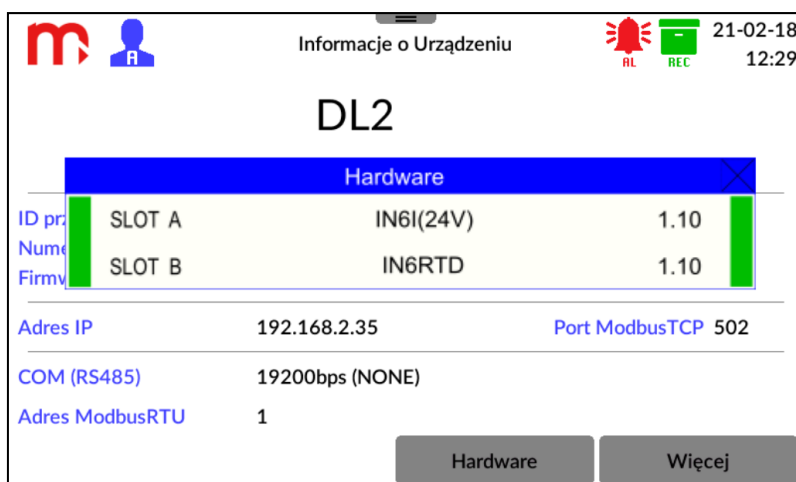 Informacje o Urządzeniu
21-02-18
12:29
A
AL
REC
DL2
Hardware
SLOT A IN6I(24V) 1.10
SLOT B IN6RTD 1.10
ID
Adres IP 192.168.2.35 Port ModbusTCP 502
COM (RS485) 19200bps (NONE)
Adres ModbusRTU 1
Hardware Więcej